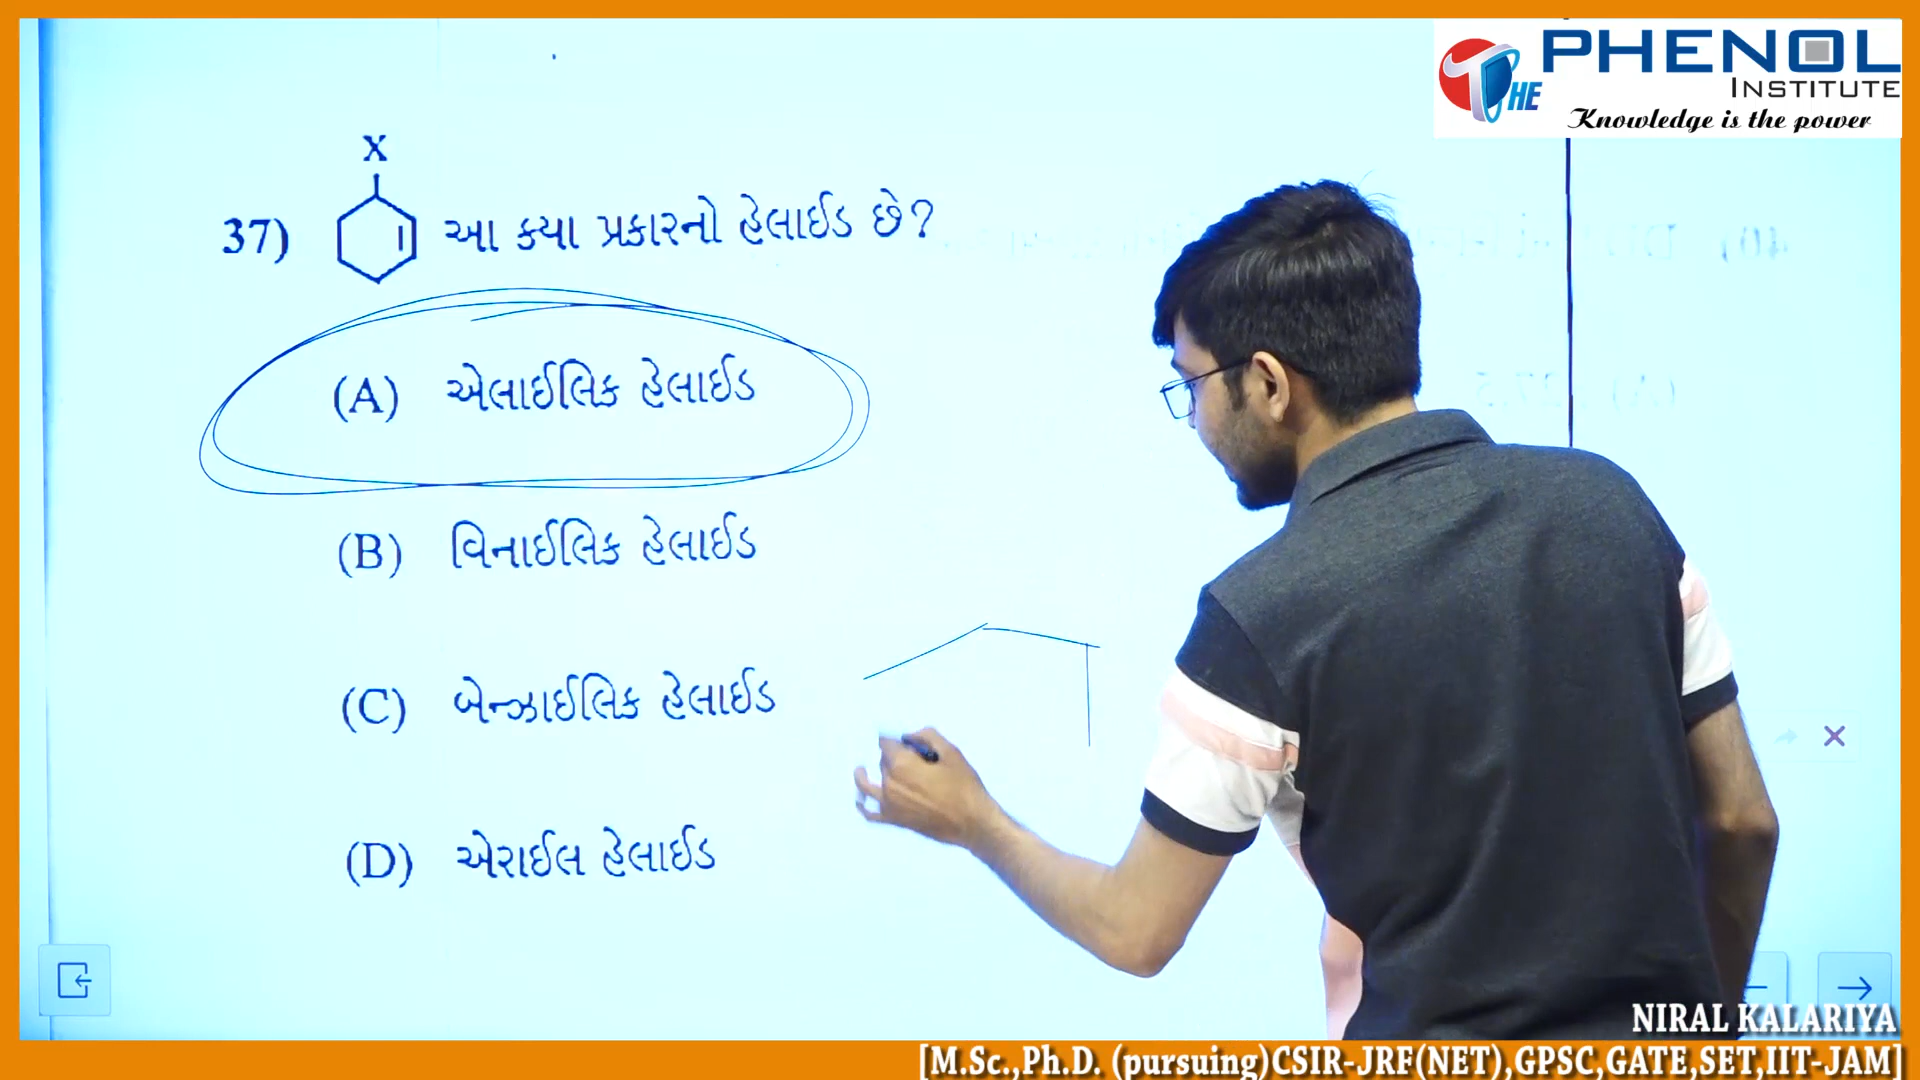 THE PHENOL
INSTITUTE
Knowledge is the power
X
37) આ ક્યા પ્રકારનો હેલાઈડ છે?
(A) એલાઈલિક હેલાઈડ
(B) વિનાઈલિક હેલાઈડ
(C) બેન્ઝાઈલિક હેલાઈડ
(D) એરાઈલ હેલાઈડ
NIRAL KALARIYA
[M.Sc.,Ph.D. (pursuing)CSIR-JRF(NET),GPSC,GATE,SET,IIT-JAM]